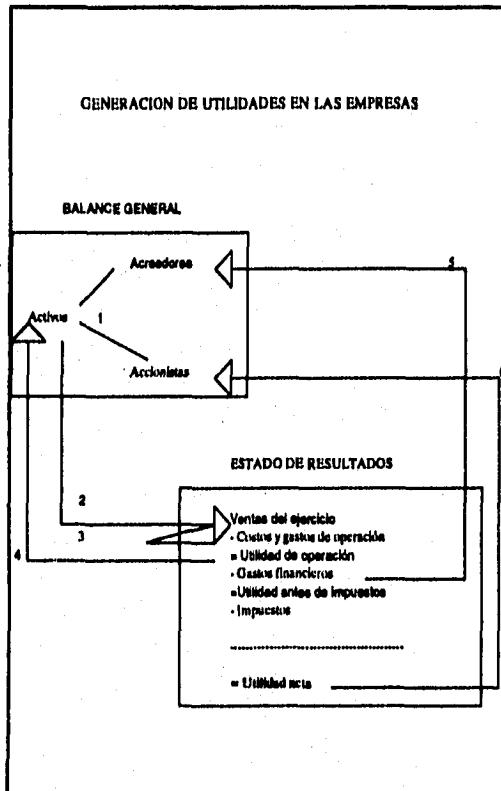 GENERACION DE UTILIDADES EN LAS EMPRESAS
BALANCE GENERAL
Acreedores
5
Activos
1
Accionistas
ESTADO DE RESULTADOS
2
3
4
Ventas del ejercicio
- Costos y gastos de operación
= Utilidad de operación
- Gastos financieros
=Utilidad antes de impuestos
- Impuestos
= Utilidad neta